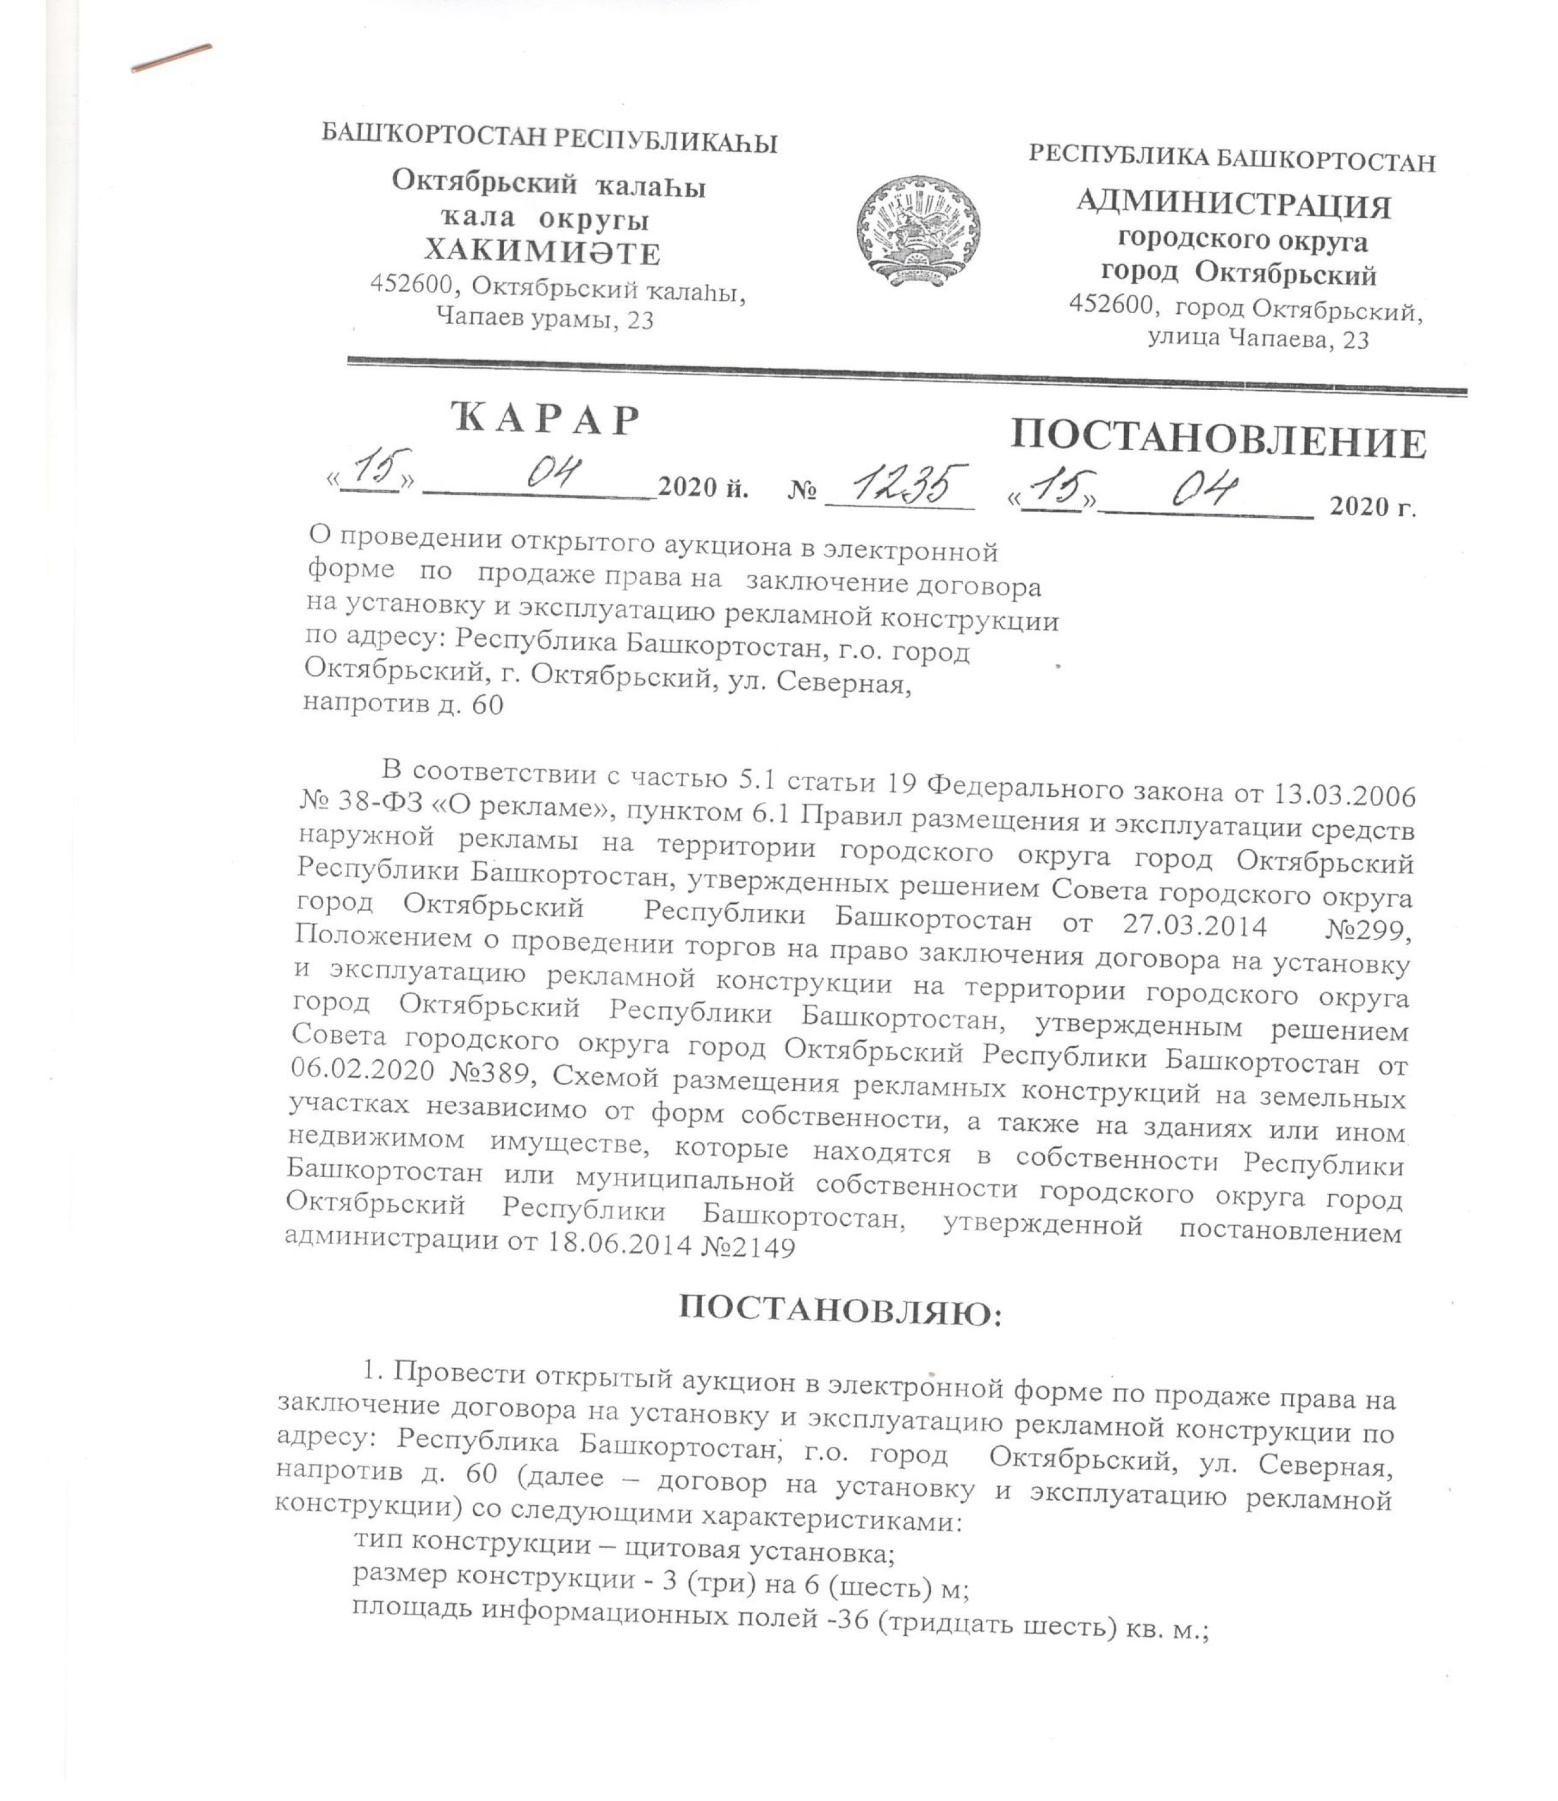 БАШҠОРТОСТАН РЕСПУБЛИКАҺЫ
Октябрьский ҡалаҺы
ҡала округы
ХАКИМИӘТЕ
452600, Октябрьский ҡалаһы,
Чапаев урамы, 23
РЕСПУБЛИКА БАШКОРТОСТАН
АДМИНИСТРАЦИЯ
городского округа
город Октябрьский
452600, город Октябрьский,
улица Чапаева, 23
ҠАРАР
ПОСТАНОВЛЕНИЕ
«15» 04 2020 й. № 1235 «15» 04 2020 г.
О проведении открытого аукциона в электронной
форме по продаже права на заключение договора
на установку и эксплуатацию рекламной конструкции
по адресу: Республика Башкортостан, г.о. город
Октябрьский, г. Октябрьский, ул. Северная,
напротив д. 60
В соответствии с частью 5.1 статьи 19 Федерального закона от 13.03.2006
№ 38-ФЗ «О рекламе», пунктом 6.1 Правил размещения и эксплуатации средств
наружной рекламы на территории городского округа город Октябрьский
Республики Башкортостан, утвержденных решением Совета городского округа
город Октябрьский Республики Башкортостан от 27.03.2014 №299,
Положением о проведении торгов на право заключения договора на установку
и эксплуатацию рекламной конструкции на территории городского округа
город Октябрьский Республики Башкортостан, утвержденным решением
Совета городского округа город Октябрьский Республики Башкортостан от
06.02.2020 №389, Схемой размещения рекламных конструкций на земельных
участках независимо от форм собственности, а также на зданиях или ином
недвижимом имуществе, которые находятся в собственности Республики
Башкортостан или муниципальной собственности городского округа город
Октябрьский Республики Башкортостан, утвержденной постановлением
администрации от 18.06.2014 №2149
ПОСТАНОВЛЯЮ:
1. Провести открытый аукцион в электронной форме по продаже права на
заключение договора на установку и эксплуатацию рекламной конструкции по
адресу: Республика Башкортостан, г.о. город Октябрьский, ул. Северная,
напротив д. 60 (далее – договор на установку и эксплуатацию рекламной
конструкции) со следующими характеристиками:
тип конструкции – щитовая установка;
размер конструкции - 3 (три) на 6 (шесть) м;
площадь информационных полей -36 (тридцать шесть) кв. м.;